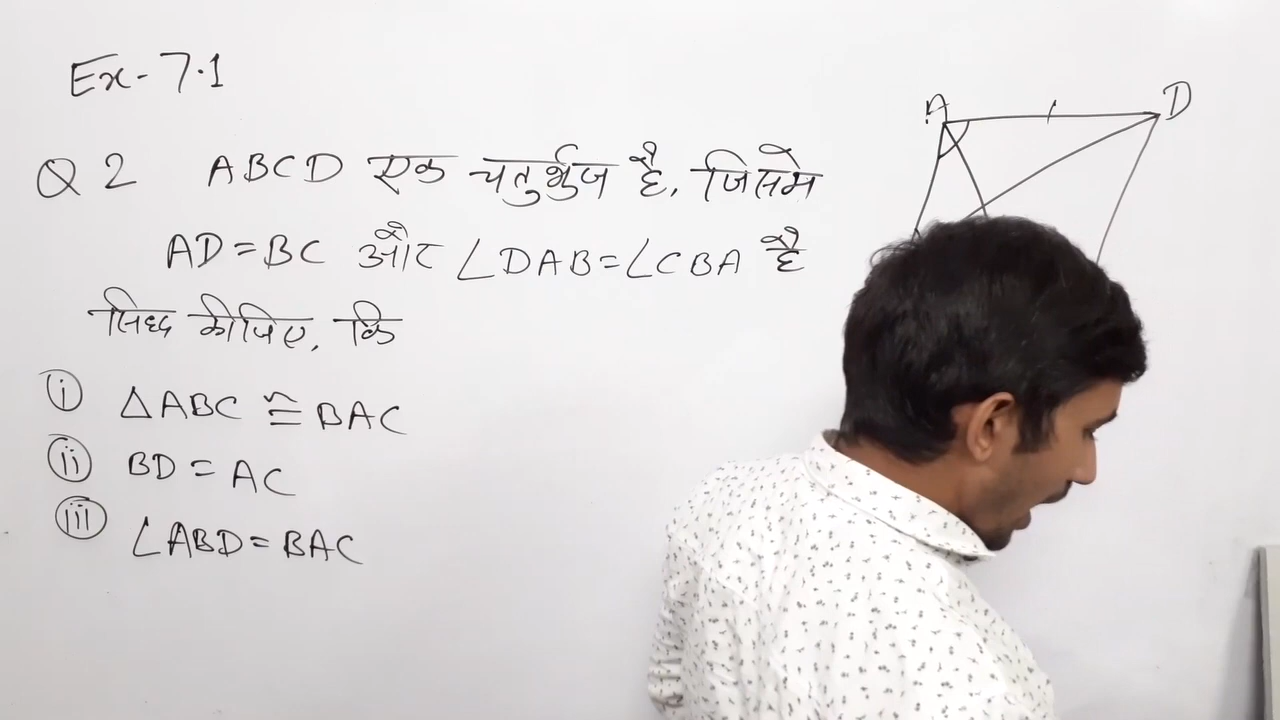 Ex-7.1
Q 2 ABCD एक चतुर्भुज है, जिसमे
AD=BC और ∠DAB=∠CBA है
सिध्द कीजिए, कि
(i) △ABC ≅ BAC
(ii) BD = AC
(iii) ∠ABD = BAC
A
D